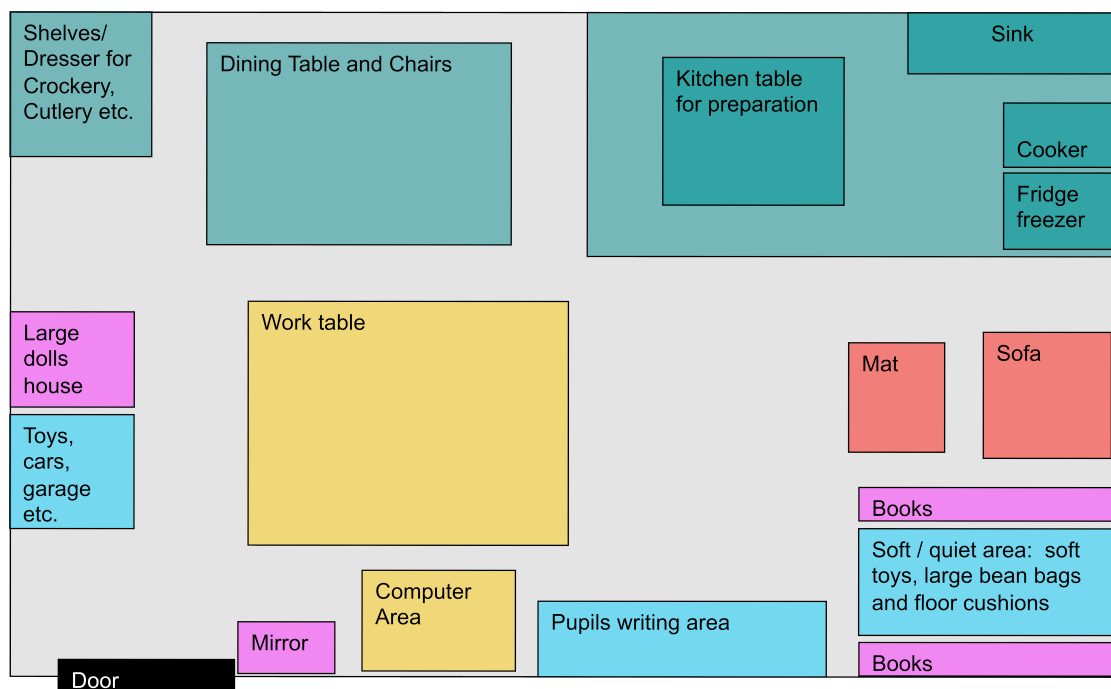 Shelves/
Dresser for
Crockery,
Cutlery etc.
Dining Table and Chairs
Kitchen table
for preparation
Sink
Cooker
Fridge
freezer
Large
dolls
house
Work table
Mat
Sofa
Toys,
cars,
garage
etc.
Books
Soft / quiet area:  soft
toys, large bean bags
and floor cushions
Computer
Area
Pupils writing area
Mirror
Books
Door